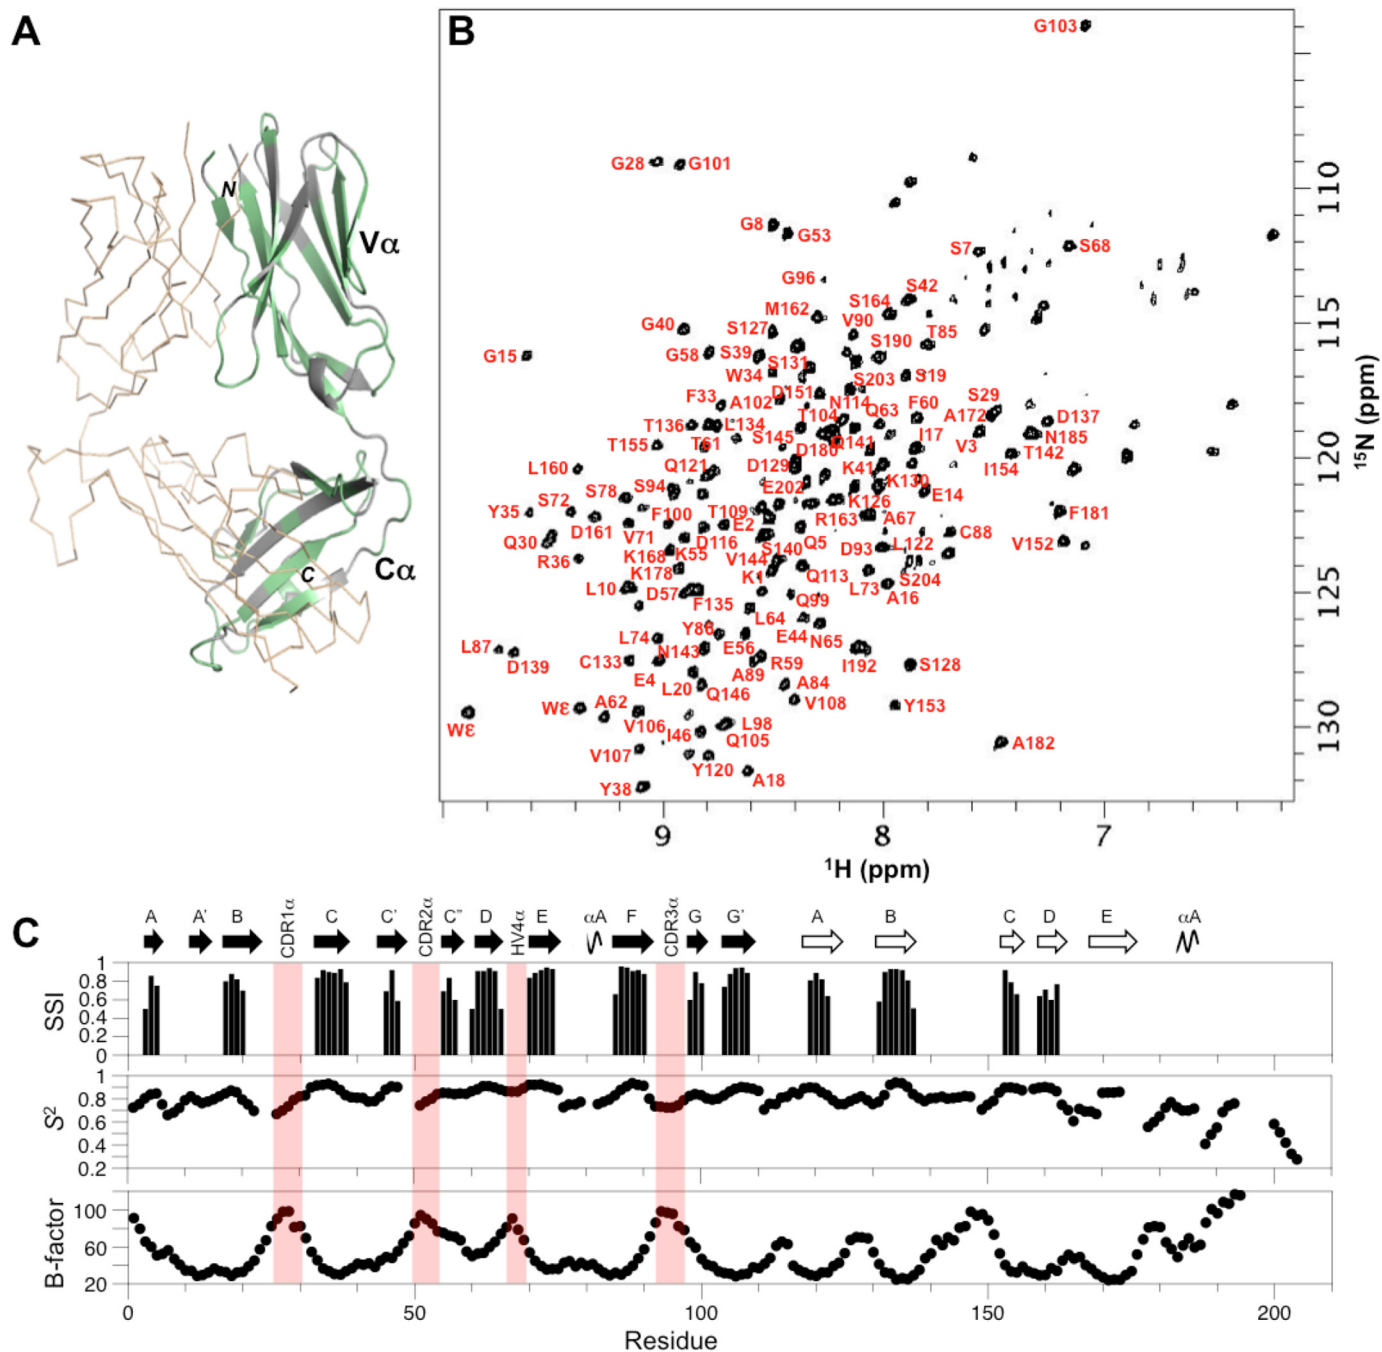 A
B
N
Vα
C
Cα
G103
G28
G101
G8
G53
S7
S68
G96
S42
S164
M162
V90
G40
S127
T85
S190
G58
S39
G15
S131
W34
S203
S19
D151
F33
A102
N114
Q63
F60
S29
A172
D137
T104
T136
L134
S145
Q141
I17
V3
N185
T142
T155
T61
D180
I154
L160
Q121
D129
K41
K130
S94
E202
E14
S78
K126
S72
Y35
T109
F100
E2
R163
A67
F181
D161
C88
V71
D116
Q5
D93
L122
V152
Q30
S140
K168
K55
V144
R36
K178
K1
Q113
S204
L73
A16
L10
D57
F135
Q99
L64
Y86
E44
N65
L74
L87
N143
E56
D139
C133
R59
I192
S128
E4
A89
L20
A84
Q146
Wε
A62
V108
Y153
Wε
V106
L98
I46
Q105
A182
V107
Y120
A18
Y38
110
115
120
125
130
15N (ppm)
9
8
7
1H (ppm)
C
A
A'
B
CDR1α
C
C'
CDR2α
C"
D
HV4α
E
αA
F
CDR3α
G
G'
A
B
C
D
E
αA
SSI
1
0.8
0.6
0.4
0.2
0
S2
1
0.8
0.6
0.4
0.2
B-factor
100
60
20
0
50
100
150
200
Residue